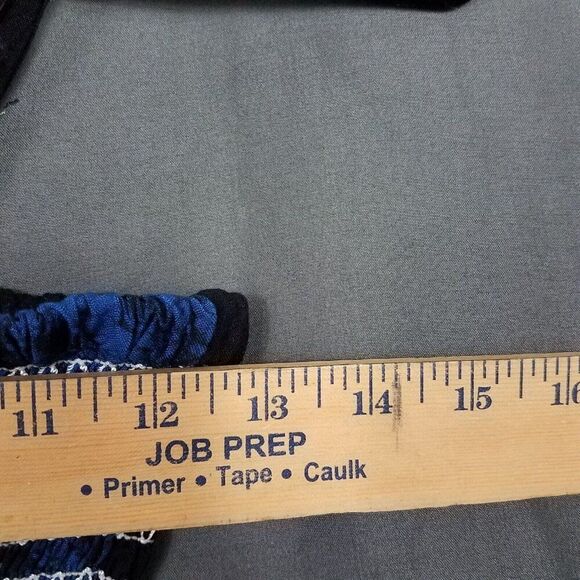 11 12 13 14 15 16
JOB PREP
• Primer • Tape • Caulk